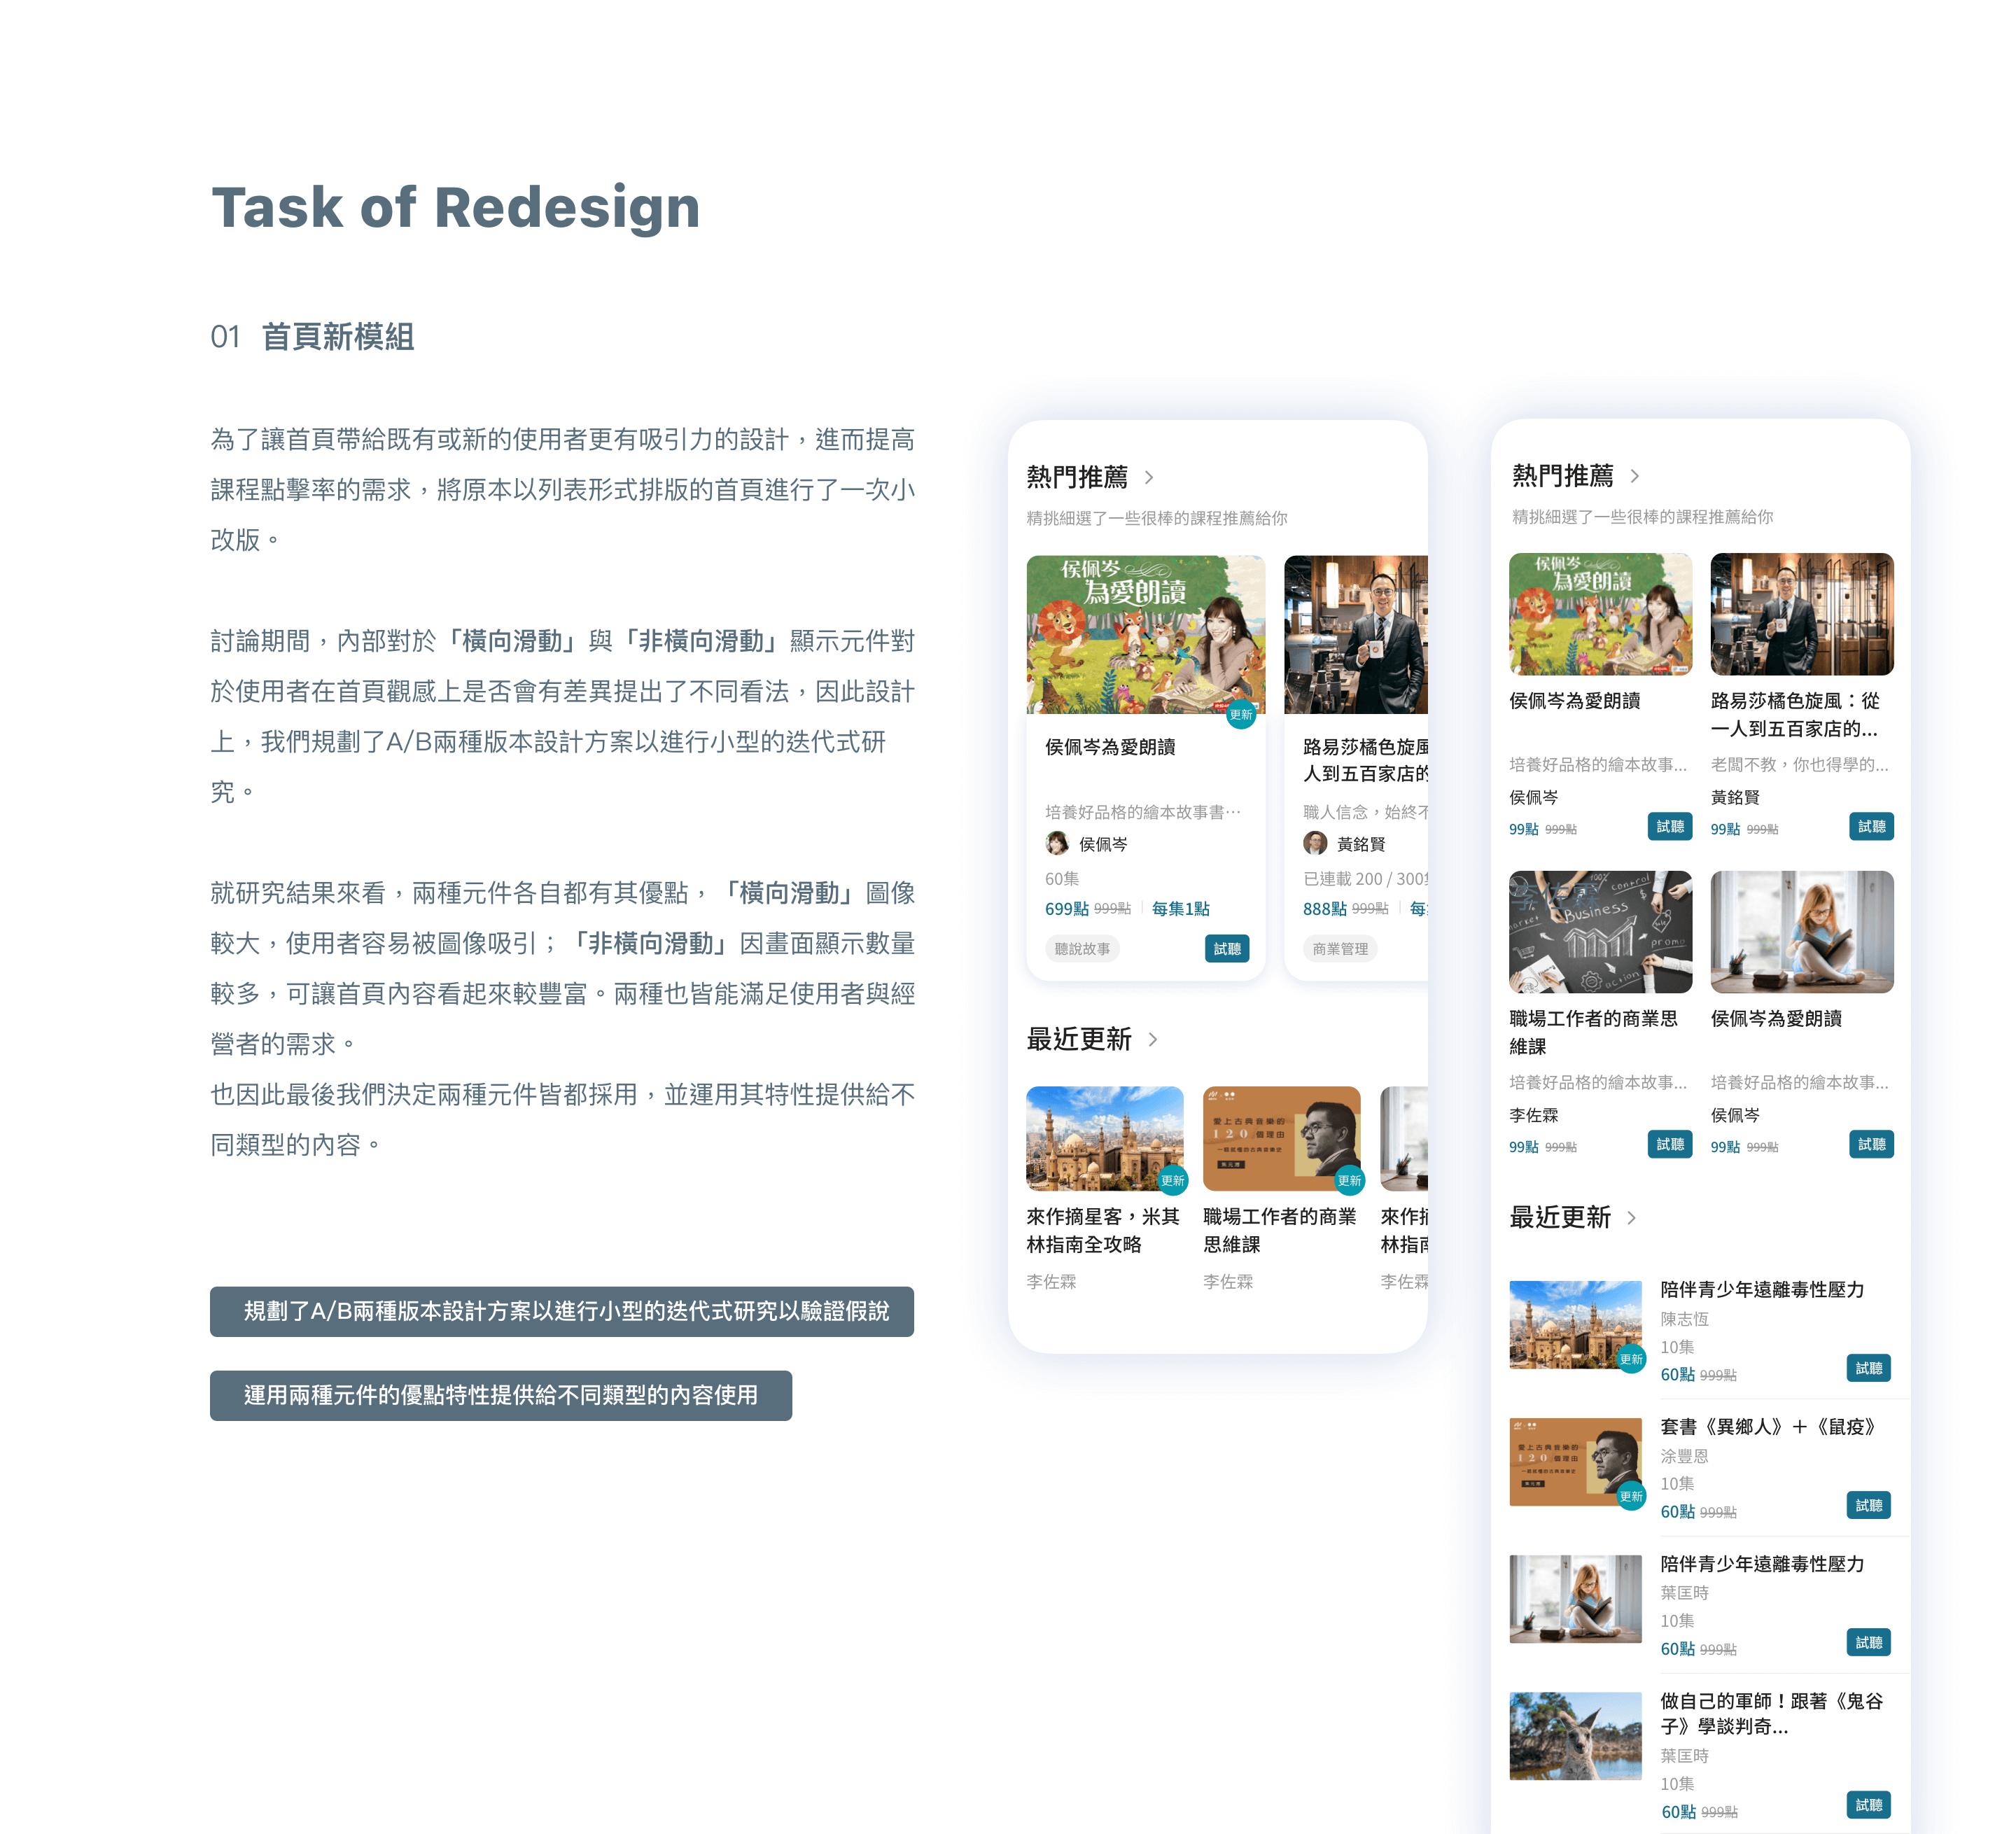 Task of Redesign
01 首頁新模組
為了讓首頁帶給既有或新的使用者更有吸引力的設計，進而提高
課程點擊率的需求，將原本以列表形式排版的首頁進行了一次小
改版。
討論期間，內部對於「橫向滑動」與「非橫向滑動」顯示元件對
於使用者在首頁觀感上是否會有差異提出了不同看法，因此設計
上，我們規劃了A/B兩種版本設計方案以進行小型的迭代式研
究。
就研究結果來看，兩種元件各自都有其優點，「橫向滑動」圖像
較大，使用者容易被圖像吸引；「非橫向滑動」因畫面顯示數量
較多，可讓首頁內容看起來較豐富。兩種也皆能滿足使用者與經
營者的需求。
也因此最後我們決定兩種元件皆都採用，並運用其特性提供給不
同類型的內容。
規劃了A/B兩種版本設計方案以進行小型的迭代式研究以驗證假說
運用兩種元件的優點特性提供給不同類型的內容使用
熱門推薦
精挑細選了一些很棒的課程推薦給你
侯佩岑
為愛朗讀
更新
侯佩岑為愛朗讀
培養好品格的繪本故事書…
侯佩岑
60集
699點 999點 每集1點
聽說故事
試聽
路易莎橘色旋風
人到五百家店的
職人信念，始終不
黃銘賢
已連載 200 / 300
888點 999點 每
商業管理
最近更新
更新
來作摘星客，米其
林指南全攻略
李佐霖
愛上古典音樂的
120 個理由
更新
職場工作者的商業
思維課
李佐霖
來作
林指
李佐霖
熱門推薦
精挑細選了一些很棒的課程推薦給你
侯佩岑
為愛朗讀
侯佩岑為愛朗讀
培養好品格的繪本故事...
侯佩岑
99點 999點
試聽
路易莎橘色旋風：從
一人到五百家店的...
老闆不教，你也得學的...
黃銘賢
99點 999點
試聽
100% control
market
Business
promo
action
職場工作者的商業思
維課
培養好品格的繪本故事...
李佐霖
99點 999點
試聽
侯佩岑為愛朗讀
培養好品格的繪本故事...
侯佩岑
99點 999點
試聽
最近更新
更新
陪伴青少年遠離毒性壓力
陳志恆
10集
60點 999點
試聽
愛上古典音樂的
120 個理由
更新
套書《異鄉人》＋《鼠疫》
涂豐恩
10集
60點 999點
試聽
陪伴青少年遠離毒性壓力
葉匡時
10集
60點 999點
試聽
做自己的軍師！跟著《鬼谷
子》學談判奇...
葉匡時
10集
60點 999點
試聽